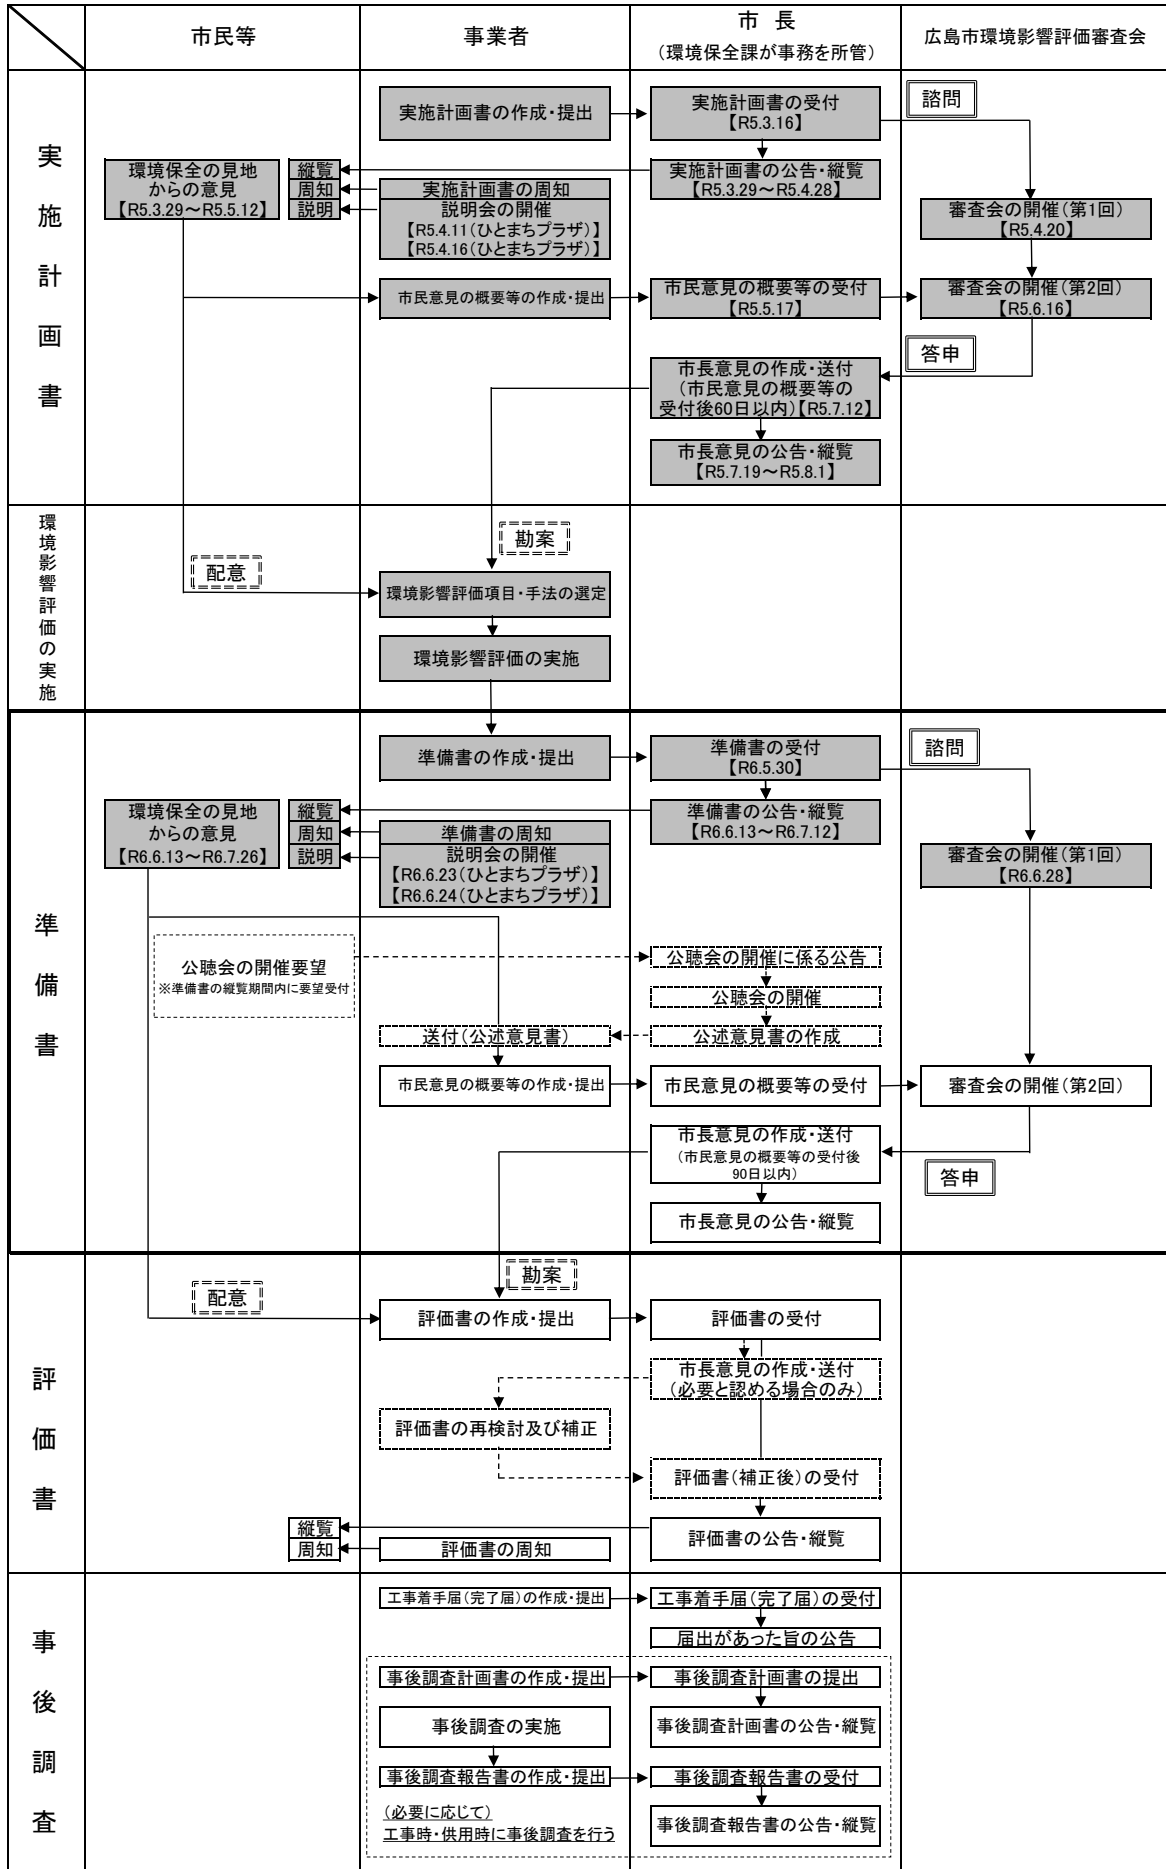 市民等
事業者
市 長
(環境保全課が事務を所管)
広島市環境影響評価審査会
実施計画書
実施計画書の作成・提出
実施計画書の受付
【R5.3.16】
諮問
環境保全の見地
からの意見
【R5.3.29～R5.5.12】
縦覧
周知
説明
実施計画書の周知
説明会の開催
【R5.4.11(ひとまちプラザ)】
【R5.4.16(ひとまちプラザ)】
実施計画書の公告・縦覧
【R5.3.29～R5.4.28】
審査会の開催(第1回)
【R5.4.20】
市民意見の概要等の作成・提出
市民意見の概要等の受付
【R5.5.17】
審査会の開催(第2回)
【R5.6.16】
答申
市長意見の作成・送付
(市民意見の概要等の
受付後60日以内)【R5.7.12】
市長意見の公告・縦覧
【R5.7.19～R5.8.1】
環境影響評価の実施
勘案
配意
環境影響評価項目・手法の選定
環境影響評価の実施
準備書
準備書の作成・提出
準備書の受付
【R6.5.30】
諮問
環境保全の見地
からの意見
【R6.6.13～R6.7.26】
縦覧
周知
説明
準備書の周知
説明会の開催
【R6.6.23(ひとまちプラザ)】
【R6.6.24(ひとまちプラザ)】
準備書の公告・縦覧
【R6.6.13～R6.7.12】
審査会の開催(第1回)
【R6.6.28】
公聴会の開催要望
※準備書の縦覧期間内に要望受付
公聴会の開催に係る公告
公聴会の開催
送付(公述意見書)
公述意見書の作成
市民意見の概要等の作成・提出
市民意見の概要等の受付
審査会の開催(第2回)
市長意見の作成・送付
(市民意見の概要等の受付後
90日以内)
答申
市長意見の公告・縦覧
評価書
勘案
配意
評価書の作成・提出
評価書の受付
市長意見の作成・送付
(必要と認める場合のみ)
評価書の再検討及び補正
評価書(補正後)の受付
縦覧
周知
評価書の周知
評価書の公告・縦覧
事後調査
工事着手届(完了届)の作成・提出
工事着手届(完了届)の受付
届出があった旨の公告
事後調査計画書の作成・提出
事後調査計画書の提出
事後調査の実施
事後調査計画書の公告・縦覧
事後調査報告書の作成・提出
事後調査報告書の受付
(必要に応じて)
工事時・供用時に事後調査を行う
事後調査報告書の公告・縦覧